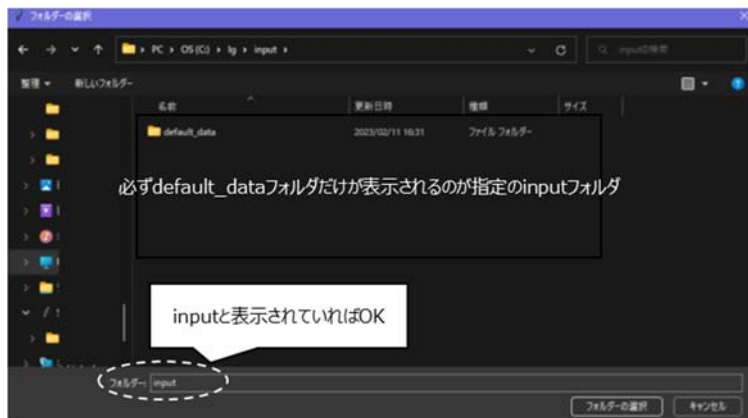 フォルダーの選択
PC › OS (C:) › lg › input ›
inputの検索
整理
新しいフォルダー
名前
更新日時
種類
サイズ
default_data
2023/02/11 16:31
ファイル フォルダー
必ずdefault_dataフォルダだけが表示されるのが指定のinputフォルダ
inputと表示されていればOK
フォルダー: input
フォルダーの選択
キャンセル